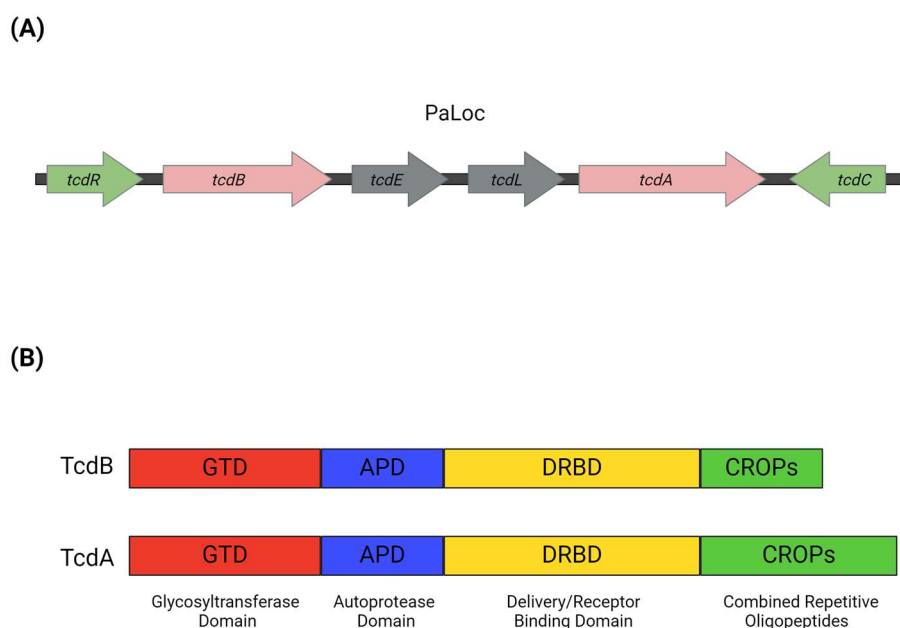 (A)
PaLoc
tcdR tcdB tcdE tcdL tcdA tcdC
(B)
TcdB GTD APD DRBD CROPs
TcdA GTD APD DRBD CROPs
Glycosyltransferase Autoprotease Delivery/Receptor Combined Repetitive
Domain Domain Binding Domain Oligopeptides